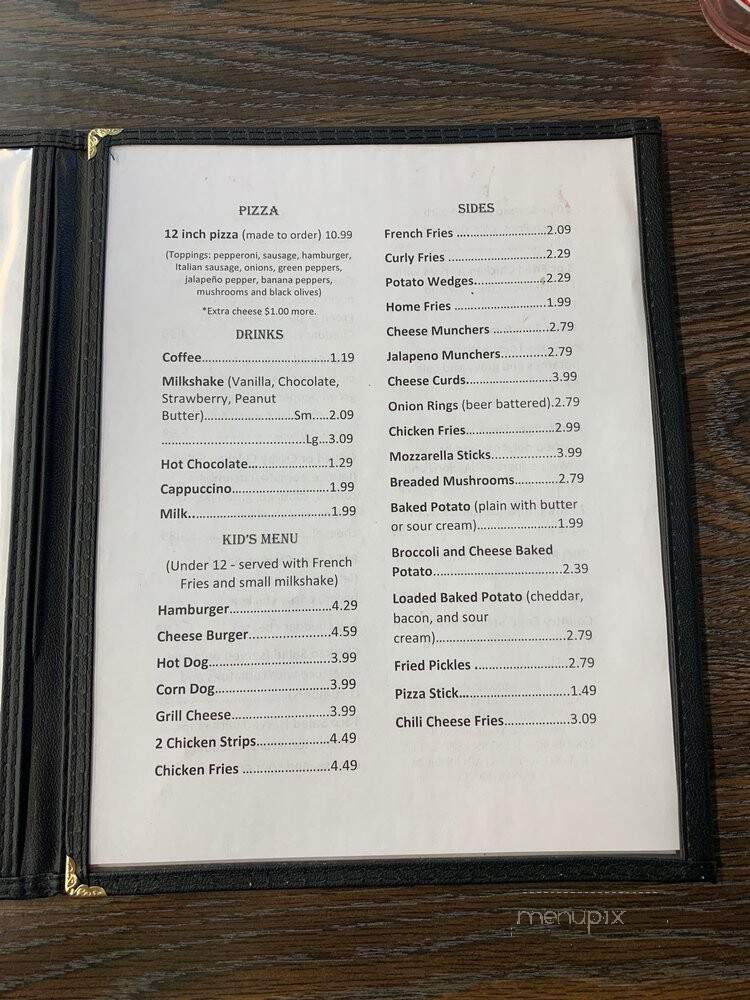 PIZZA
12 inch pizza (made to order) 10.99
(Toppings: pepperoni, sausage, hamburger,
Italian sausage, onions, green peppers,
jalapeño pepper, banana peppers,
mushrooms and black olives)
*Extra cheese $1.00 more.
DRINKS
Coffee.......................................1.19
Milkshake (Vanilla, Chocolate,
Strawberry, Peanut
Butter)...........................Sm.....2.09
............................................Lg...3.09
Hot Chocolate........................1.29
Cappuccino.............................1.99
Milk..........................................1.99
KID'S MENU
(Under 12 - served with French
Fries and small milkshake)
Hamburger..............................4.29
Cheese Burger........................4.59
Hot Dog....................................3.99
Corn Dog..................................3.99
Grill Cheese.............................3.99
2 Chicken Strips.....................4.49
Chicken Fries ..........................4.49
SIDES
French Fries ...........................2.09
Curly Fries .............................2.29
Potato Wedges.....................2.29
Home Fries ............................1.99
Cheese Munchers .................2.79
Jalapeno Munchers.............2.79
Cheese Curds.........................3.99
Onion Rings (beer battered).2.79
Chicken Fries..........................2.99
Mozzarella Sticks...................3.99
Breaded Mushrooms.............2.79
Baked Potato (plain with butter
or sour cream)........................1.99
Broccoli and Cheese Baked
Potato......................................2.39
Loaded Baked Potato (cheddar,
bacon, and sour
cream)......................................2.79
Fried Pickles ...........................2.79
Pizza Stick.................................1.49
Chili Cheese Fries....................3.09
menupix